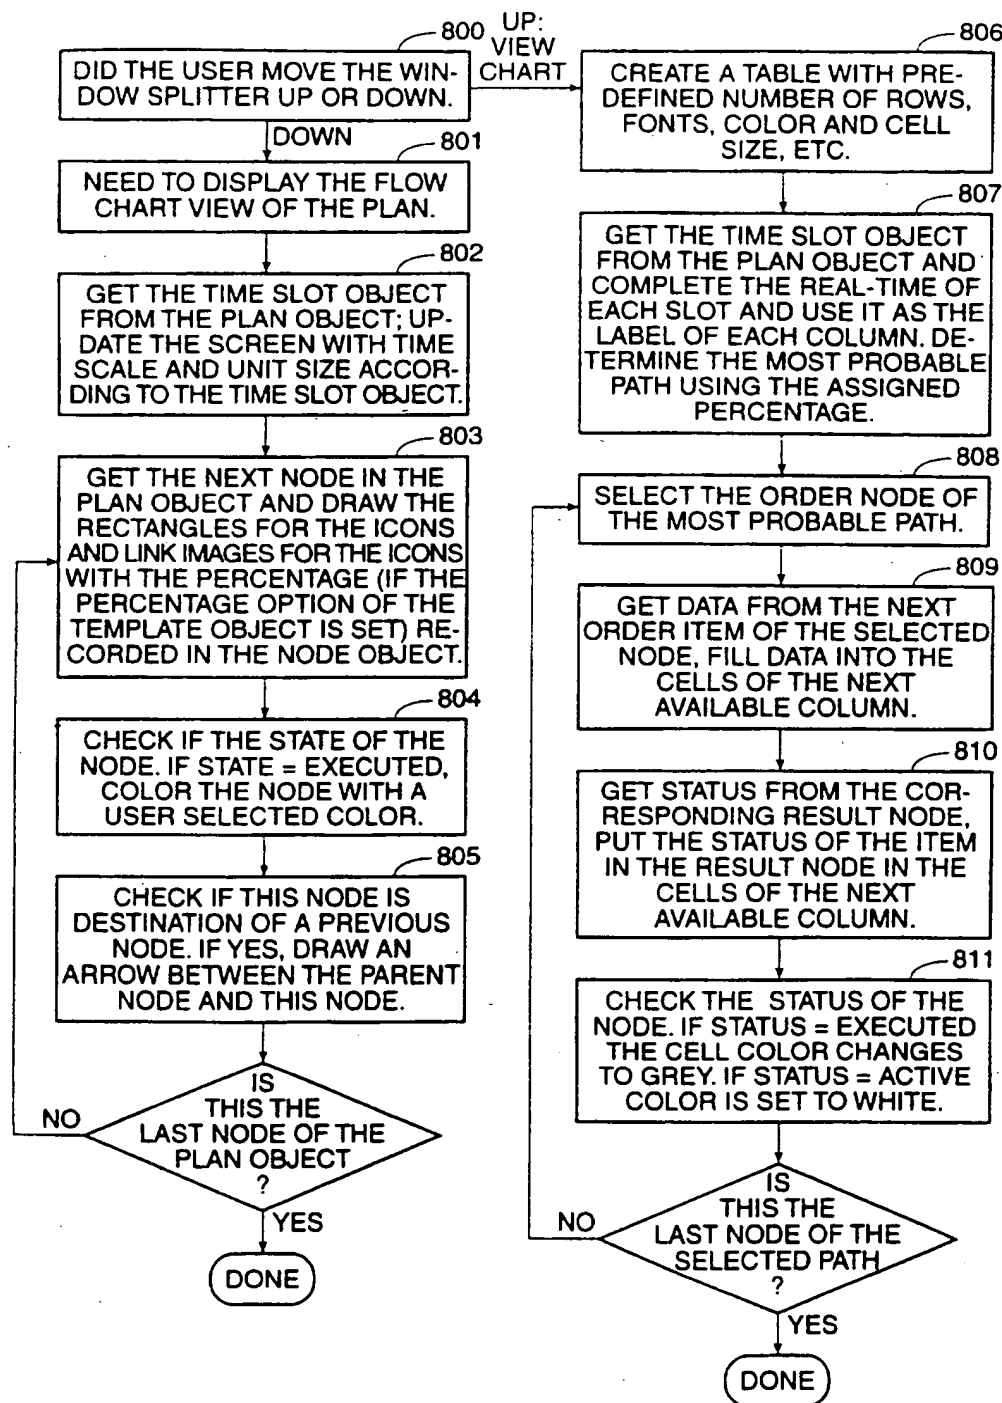 800
DID THE USER MOVE THE WIN-
DOW SPLITTER UP OR DOWN.
UP:
VIEW
CHART
DOWN
801
NEED TO DISPLAY THE FLOW
CHART VIEW OF THE PLAN.
802
GET THE TIME SLOT OBJECT
FROM THE PLAN OBJECT; UP-
DATE THE SCREEN WITH TIME
SCALE AND UNIT SIZE ACCOR-
DING TO THE TIME SLOT OBJECT.
803
GET THE NEXT NODE IN THE
PLAN OBJECT AND DRAW THE
RECTANGLES FOR THE ICONS
AND LINK IMAGES FOR THE ICONS
WITH THE PERCENTAGE (IF THE
PERCENTAGE OPTION OF THE
TEMPLATE OBJECT IS SET) RE-
CORDED IN THE NODE OBJECT.
804
CHECK IF THE STATE OF THE
NODE. IF STATE = EXECUTED,
COLOR THE NODE WITH A
USER SELECTED COLOR.
805
CHECK IF THIS NODE IS
DESTINATION OF A PREVIOUS
NODE. IF YES, DRAW AN
ARROW BETWEEN THE PARENT
NODE AND THIS NODE.
IS
THIS THE
LAST NODE OF THE
PLAN OBJECT
?
NO
YES
DONE
806
CREATE A TABLE WITH PRE-
DEFINED NUMBER OF ROWS,
FONTS, COLOR AND CELL
SIZE, ETC.
807
GET THE TIME SLOT OBJECT
FROM THE PLAN OBJECT AND
COMPLETE THE REAL-TIME OF
EACH SLOT AND USE IT AS THE
LABEL OF EACH COLUMN. DE-
TERMINE THE MOST PROBABLE
PATH USING THE ASSIGNED
PERCENTAGE.
808
SELECT THE ORDER NODE OF
THE MOST PROBABLE PATH.
809
GET DATA FROM THE NEXT
ORDER ITEM OF THE SELECTED
NODE, FILL DATA INTO THE
CELLS OF THE NEXT
AVAILABLE COLUMN.
810
GET STATUS FROM THE COR-
RESPONDING RESULT NODE,
PUT THE STATUS OF THE ITEM
IN THE RESULT NODE IN THE
CELLS OF THE NEXT
AVAILABLE COLUMN.
811
CHECK THE STATUS OF THE
NODE. IF STATUS = EXECUTED
THE CELL COLOR CHANGES
TO GREY. IF STATUS = ACTIVE
COLOR IS SET TO WHITE.
IS
THIS THE
LAST NODE OF THE
SELECTED PATH
?
NO
YES
DONE